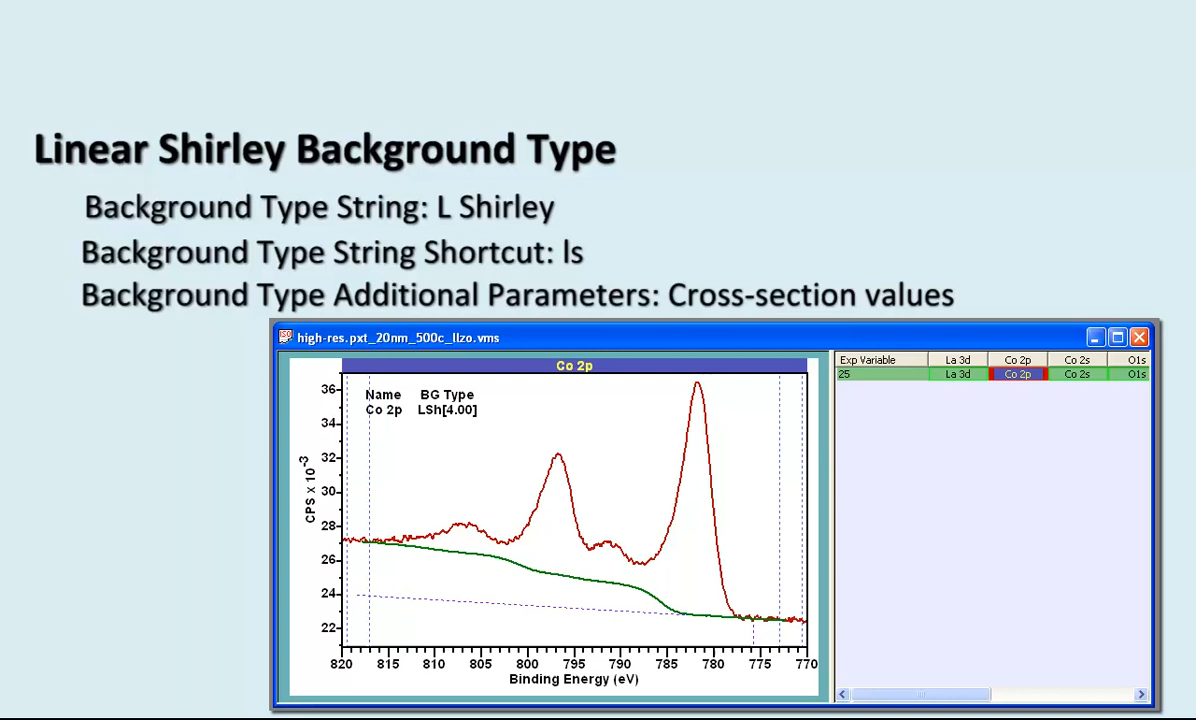 Linear Shirley Background Type
Background Type String: L Shirley
Background Type String Shortcut: ls
Background Type Additional Parameters: Cross-section values
high-res.pxt_20nm_500c_llzo.vms
Co 2p
Name BG Type
Co 2p LSh[4.00]
CPS x 10-3
36
34
32
30
28
26
24
22
820 815 810 805 800 795 790 785 780 775 770
Binding Energy (eV)
Exp Variable La 3d Co 2p Co 2s O1s
25 La 3d Co 2p Co 2s O1s